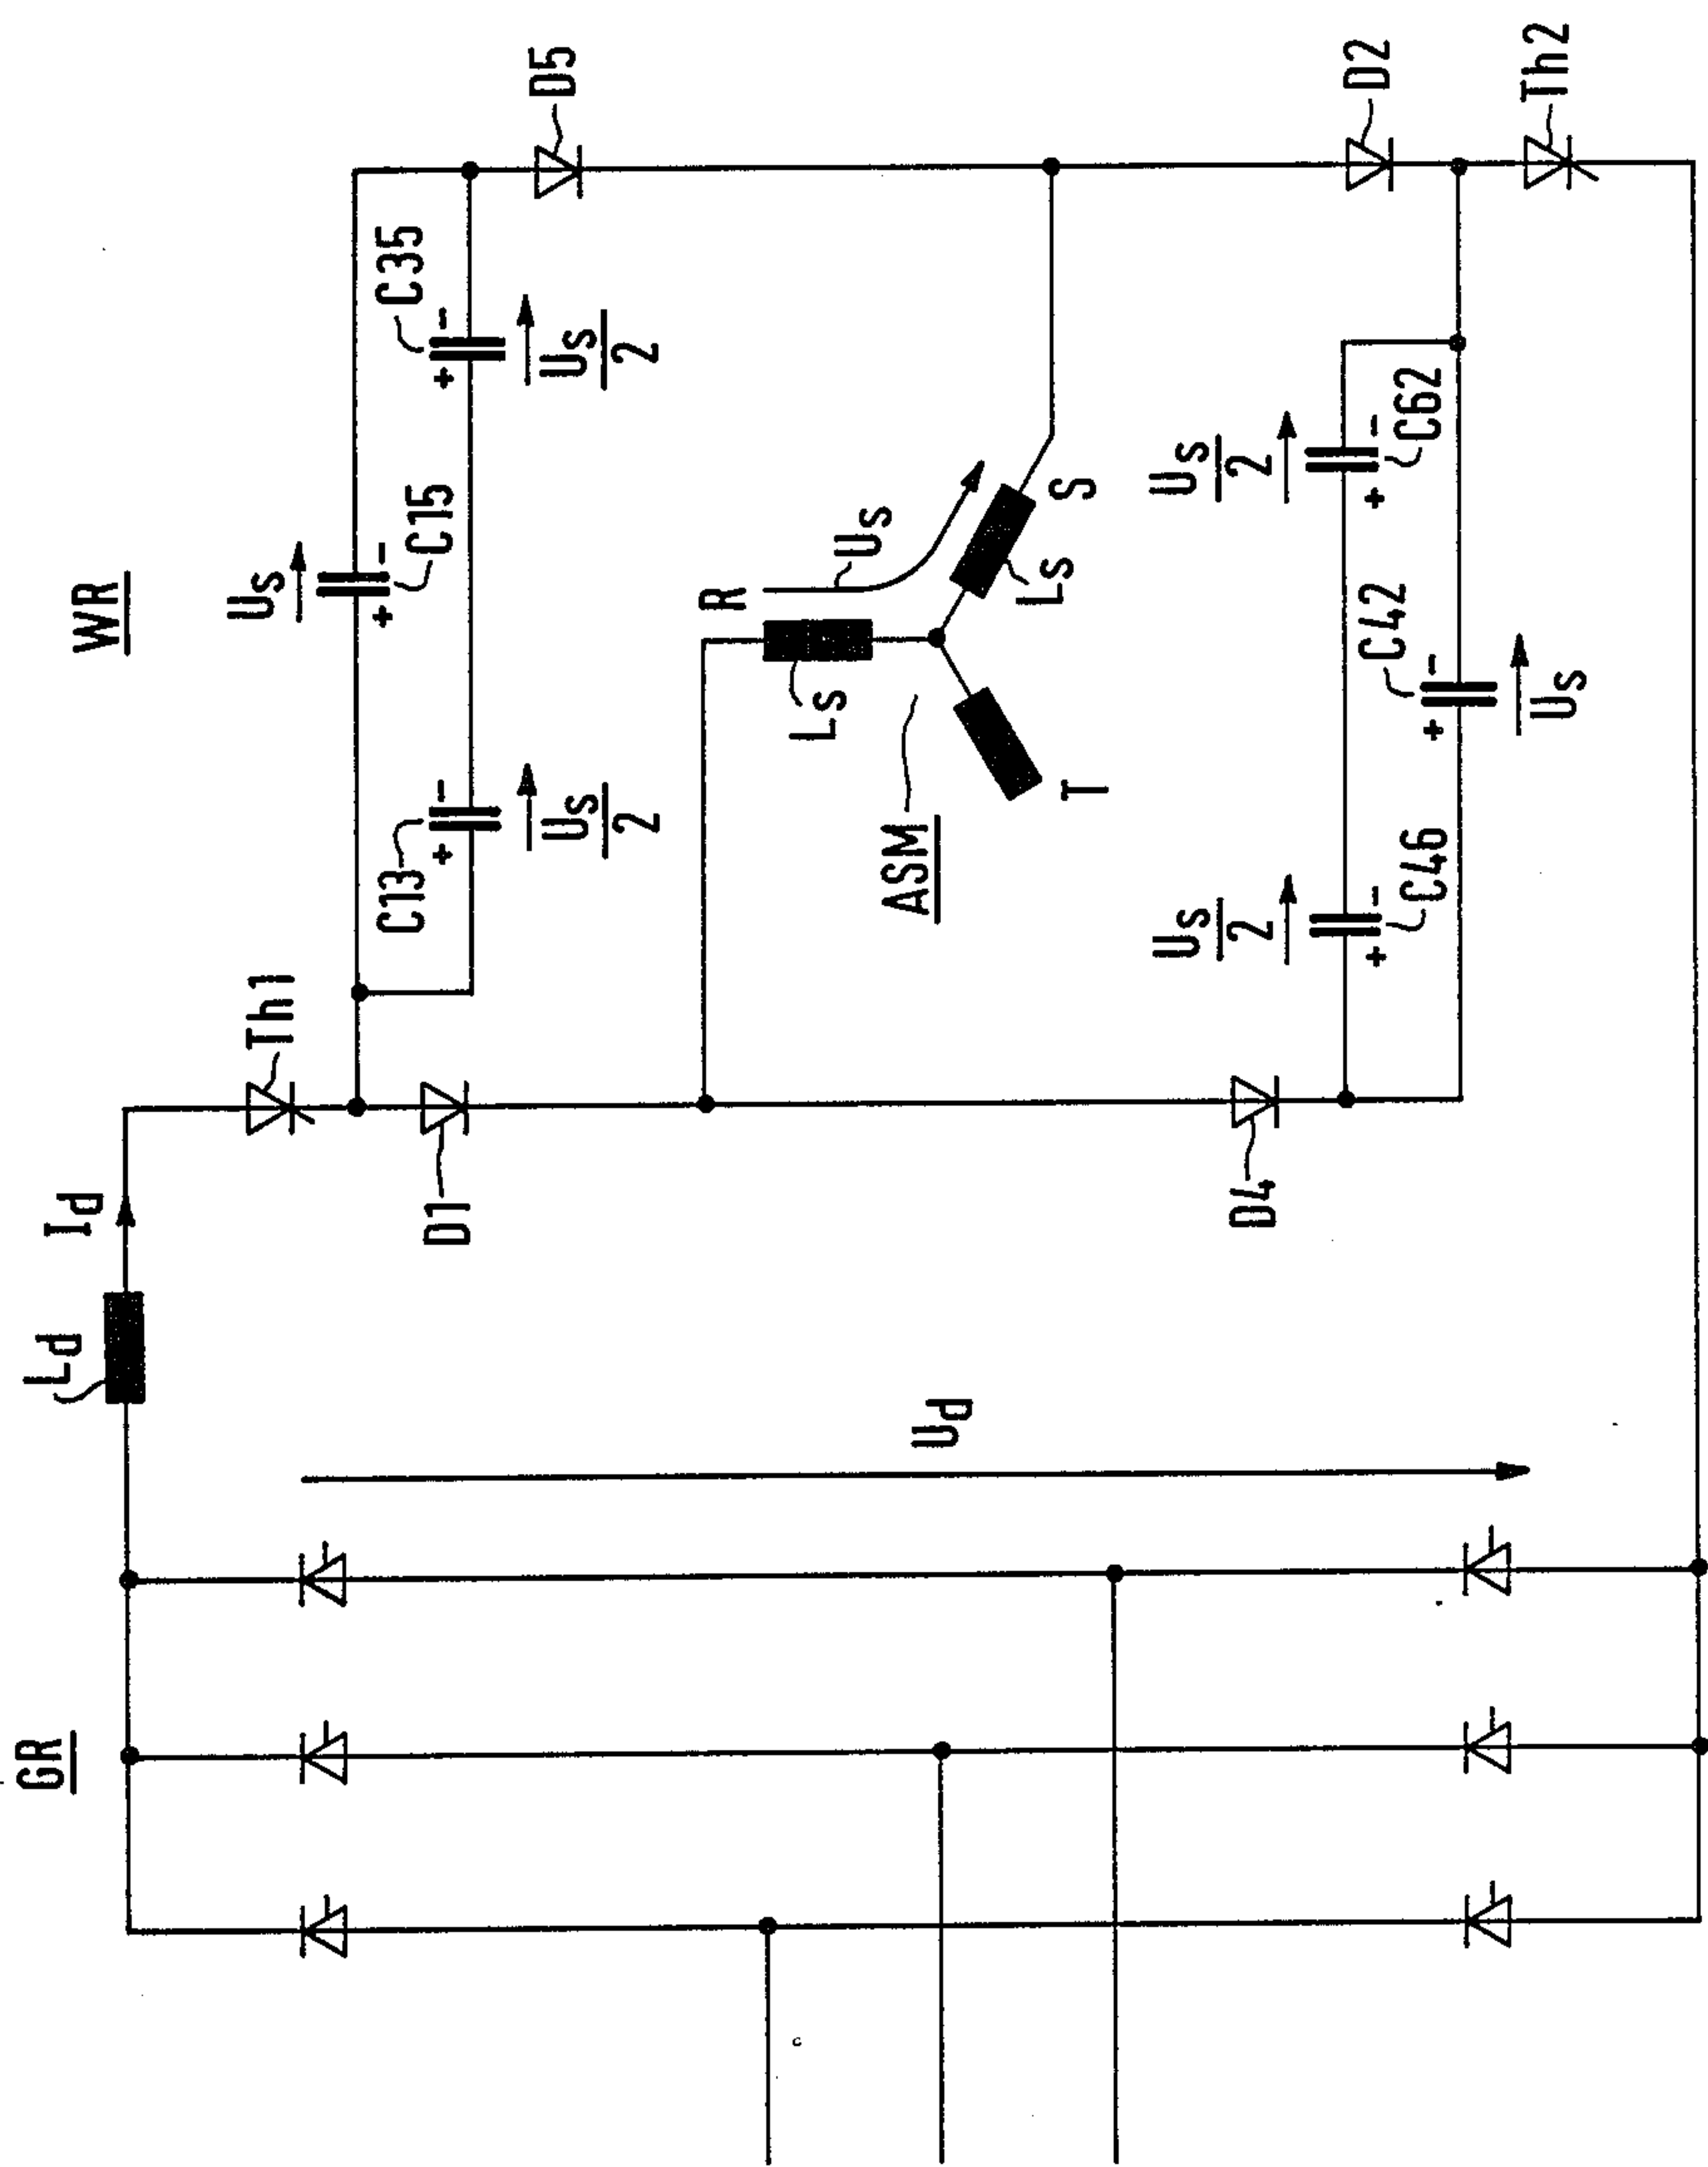 GR
Ld
Id
Ud
WR
Th1
D1
Us
C15
+ -
C13
+ -
Us/2
C35
+ -
Us/2
D5
R
Us
Ls
S
Ls
T
ASM
D4
Us/2
C46
+ -
Us/2
C62
+ -
C42
+ -
Us
D2
Th2